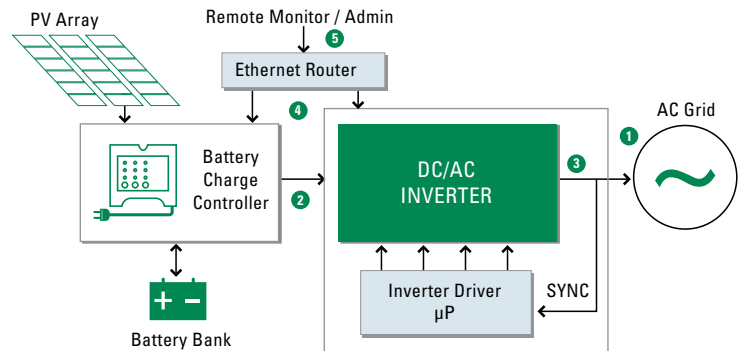 PV Array
Remote Monitor / Admin
5
Ethernet Router
4
1
AC Grid
Battery
Charge
Controller
2
DC/AC
INVERTER
3
Inverter Driver
µP
SYNC
Battery Bank